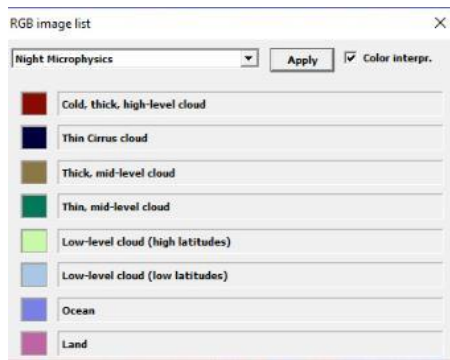 RGB image list
Night Microphysics Apply Color interpr.
Cold, thick, high-level cloud
Thin Cirrus cloud
Thick, mid-level cloud
Thin, mid-level cloud
Low-level cloud (high latitudes)
Low-level cloud (low latitudes)
Ocean
Land